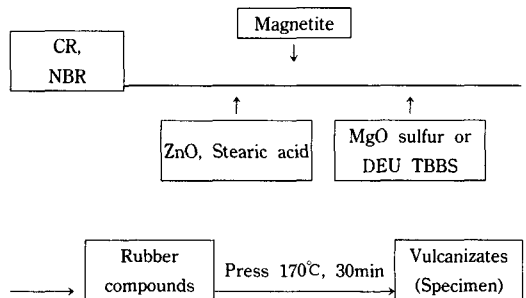 Magnetite
CR,
NBR
ZnO, Stearic acid
MgO sulfur or
DEU TBBS
Rubber
compounds
Press 170℃, 30min
Vulcanizates
(Specimen)